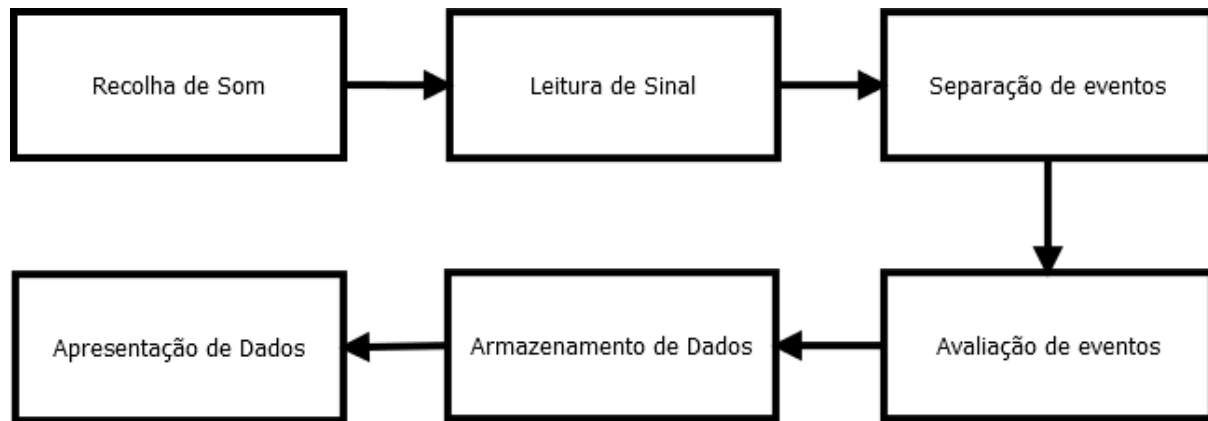 Recolha de Som
Leitura de Sinal
Separação de eventos
Avaliação de eventos
Armazenamento de Dados
Apresentação de Dados